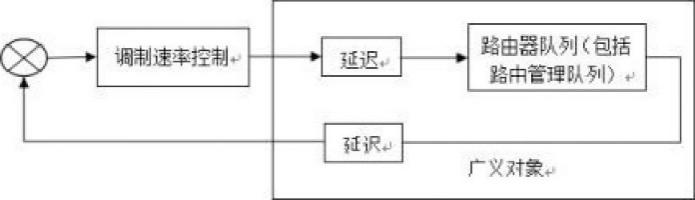 调制速率控制
延迟
路由器队列（包括
路由管理队列）
延迟
广义对象